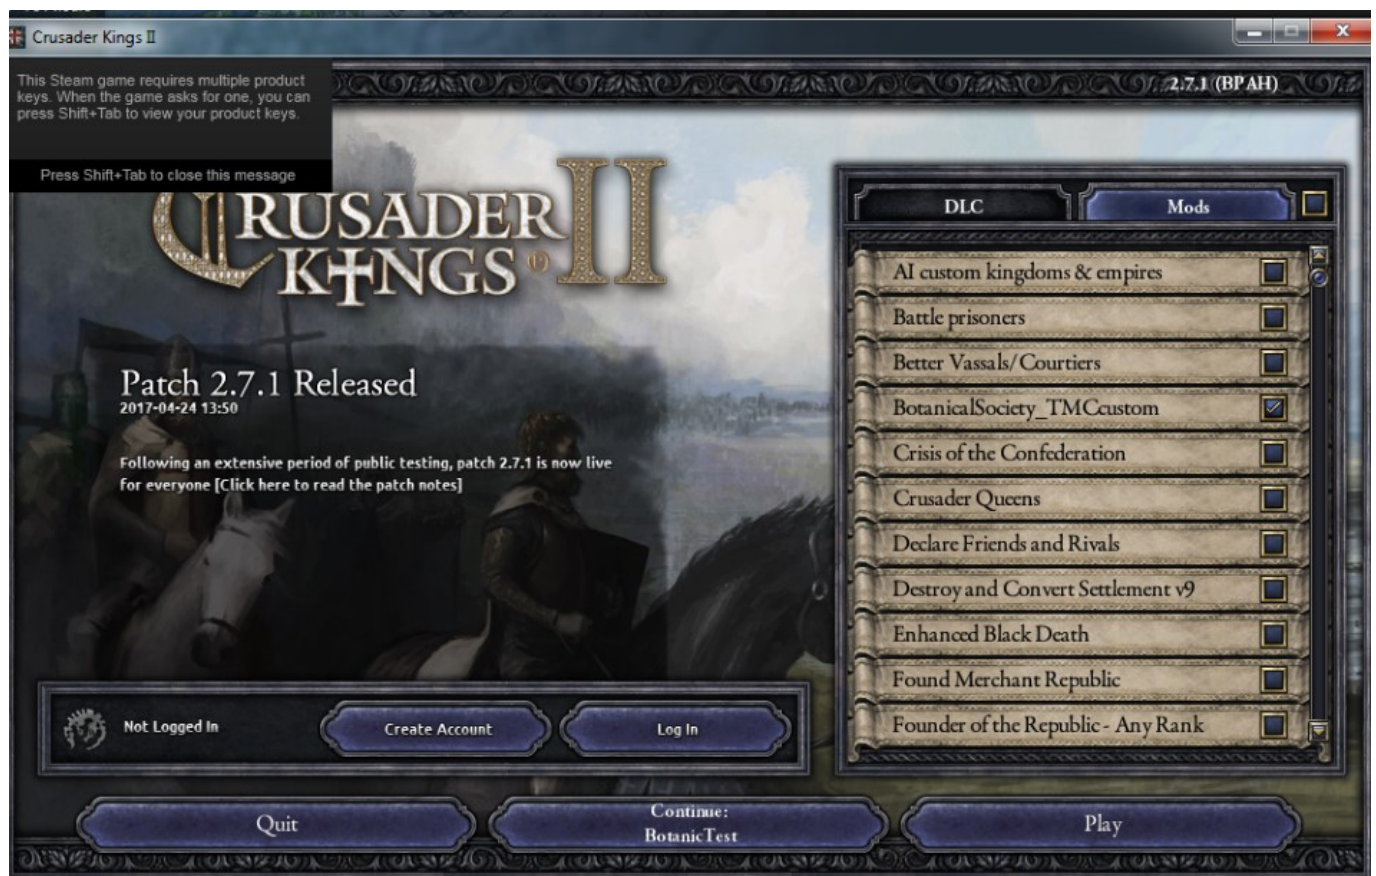 Crusader Kings II
This Steam game requires multiple product
keys. When the game asks for one, you can
press Shift+Tab to view your product keys.
Press Shift+Tab to close this message
2.7.1 (BPAH)
CRUSADER
KINGS II
Patch 2.7.1 Released
2017-04-24 13:50
Following an extensive period of public testing, patch 2.7.1 is now live
for everyone [Click here to read the patch notes]
DLC
Mods
AI custom kingdoms & empires
Battle prisoners
Better Vassals/Courtiers
BotanicalSociety_TMCcustom
Crisis of the Confederation
Crusader Queens
Declare Friends and Rivals
Destroy and Convert Settlement v9
Enhanced Black Death
Found Merchant Republic
Founder of the Republic - Any Rank
Not Logged In
Create Account
Log In
Quit
Continue:
BotanicTest
Play